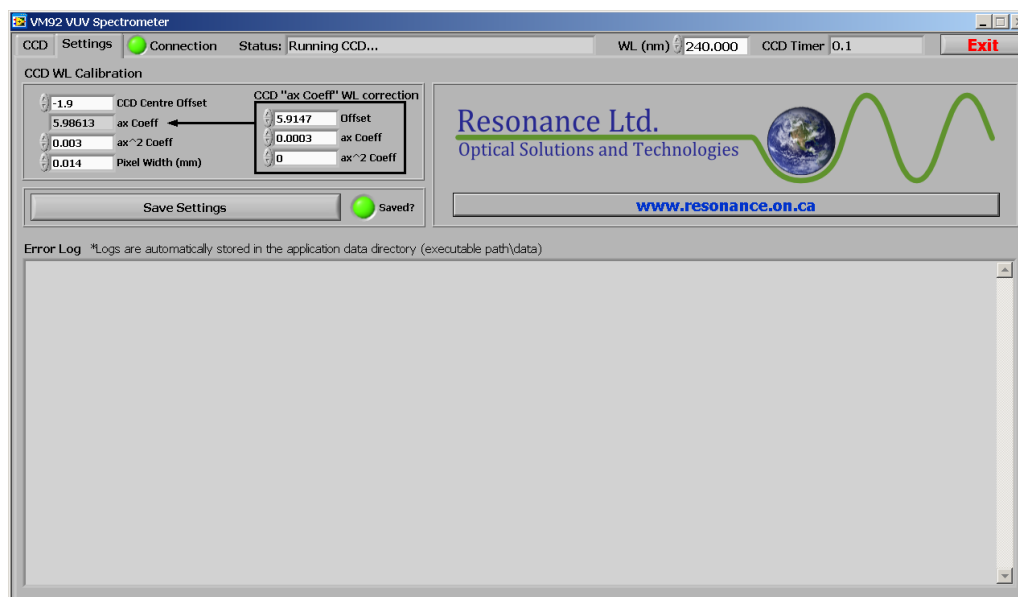 VM92 VUV Spectrometer
CCD Settings Connection Status: Running CCD... WL (nm) 240.000 CCD Timer 0.1 Exit
CCD WL Calibration
CCD "ax Coeff" WL correction
-1.9 CCD Centre Offset
5.98613 ax Coeff
0.003 ax^2 Coeff
0.014 Pixel Width (mm)
5.9147 Offset
0.0003 ax Coeff
0 ax^2 Coeff
Save Settings Saved?
Resonance Ltd.
Optical Solutions and Technologies
www.resonance.on.ca
Error Log *Logs are automatically stored in the application data directory (executable path\data)